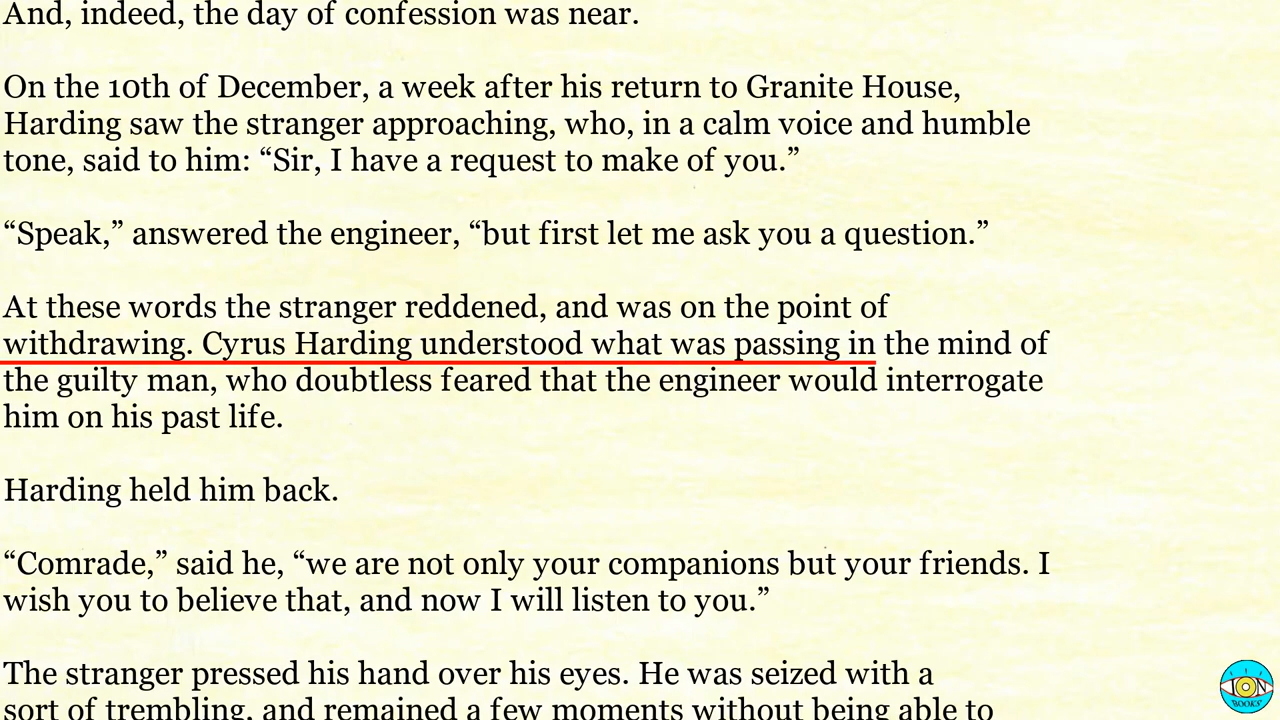 And, indeed, the day of confession was near.
On the 10th of December, a week after his return to Granite House,
Harding saw the stranger approaching, who, in a calm voice and humble
tone, said to him: “Sir, I have a request to make of you.”
“Speak,” answered the engineer, “but first let me ask you a question.”
At these words the stranger reddened, and was on the point of
withdrawing. Cyrus Harding understood what was passing in the mind of
the guilty man, who doubtless feared that the engineer would interrogate
him on his past life.
Harding held him back.
“Comrade,” said he, “we are not only your companions but your friends. I
wish you to believe that, and now I will listen to you.”
The stranger pressed his hand over his eyes. He was seized with a
sort of trembling, and remained a few moments without being able to
ION
BOOKS